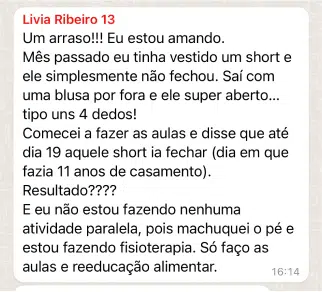 Livia Ribeiro 13
Um arraso!!! Eu estou amando.
Mês passado eu tinha vestido um short e
ele simplesmente não fechou. Saí com
uma blusa por fora e ele super aberto...
tipo uns 4 dedos!
Comecei a fazer as aulas e disse que até
dia 19 aquele short ia fechar (dia em que
fazia 11 anos de casamento).
Resultado????
E eu não estou fazendo nenhuma
atividade paralela, pois machuquei o pé e
estou fazendo fisioterapia. Só faço as
aulas e reeducação alimentar.
16:14